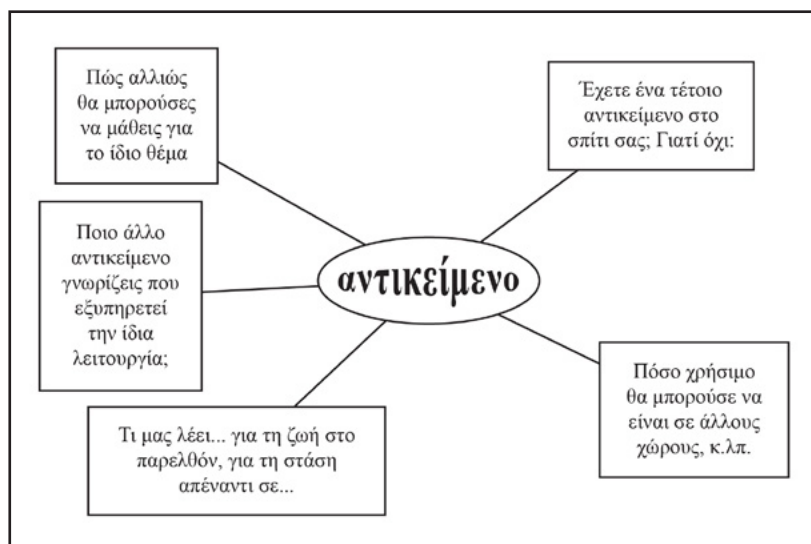 Πώς αλλιώς
θα μπορούσες
να μάθεις για
το ίδιο θέμα
Έχετε ένα τέτοιο
αντικείμενο στο
σπίτι σας; Γιατί όχι:
Ποιο άλλο
αντικείμενο
γνωρίζεις που
εξυπηρετεί
την ίδια
λειτουργία;
αντικείμενο
Πόσο χρήσιμο
θα μπορούσε να
είναι σε άλλους
χώρους, κ.λπ.
Τι μας λέει... για τη ζωή στο
παρελθόν, για τη στάση
απέναντι σε...